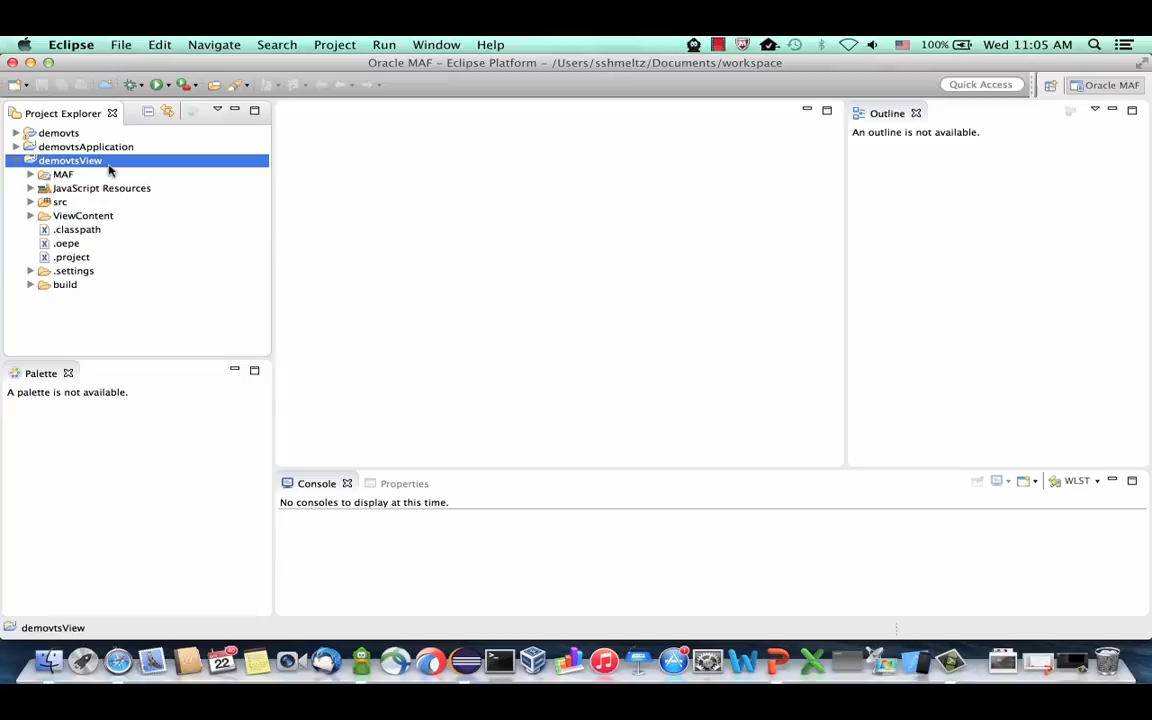 Eclipse File Edit Navigate Search Project Run Window Help 100% Wed 11:05 AM
Oracle MAF – Eclipse Platform – /Users/sshmeltz/Documents/workspace
Quick Access Oracle MAF
Project Explorer
demovts
demovtsApplication
demovtsView
MAF
JavaScript Resources
src
ViewContent
.classpath
.oepe
.project
.settings
build
Outline
An outline is not available.
Palette
A palette is not available.
Console Properties WLST
No consoles to display at this time.
demovtsView
22